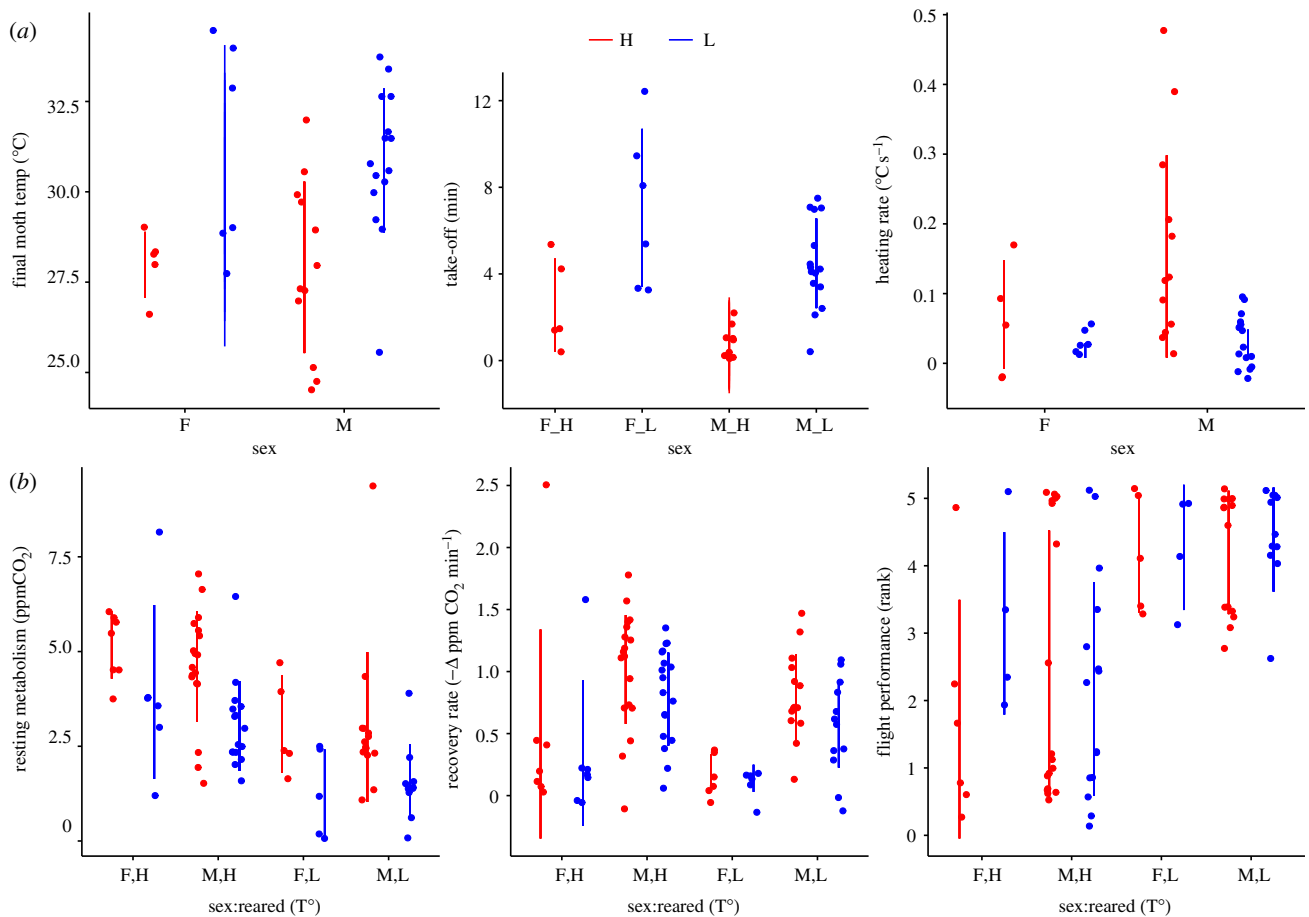 (a)
H L
final moth temp (°C)
32.5
30.0
27.5
25.0
F M
sex
take-off (min)
12
8
4
0
F_H F_L M_H M_L
sex
heating rate (°C s⁻¹)
0.5
0.4
0.3
0.2
0.1
0
F M
sex
(b)
resting metabolism (ppmCO₂)
7.5
5.0
2.5
0
F,H M,H F,L M,L
sex:reared (T°)
recovery rate (−Δ ppm CO₂ min⁻¹)
2.5
2.0
1.5
1.0
0.5
0
F,H M,H F,L M,L
sex:reared (T°)
flight performance (rank)
5
4
3
2
1
0
F,H M,H F,L M,L
sex:reared (T°)